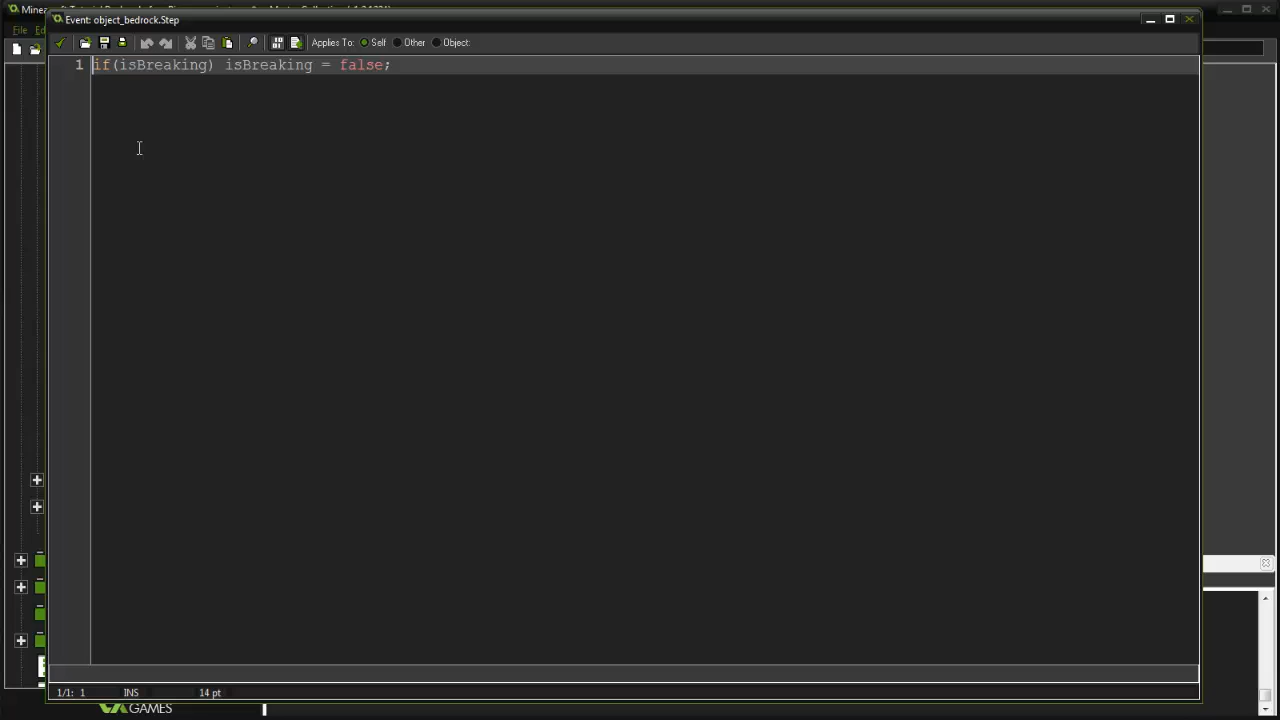 Event: object_bedrock.Step
File
Applies To: Self Other Object:
1 if(isBreaking) isBreaking = false;
1/1: 1 INS 14 pt
GAMES